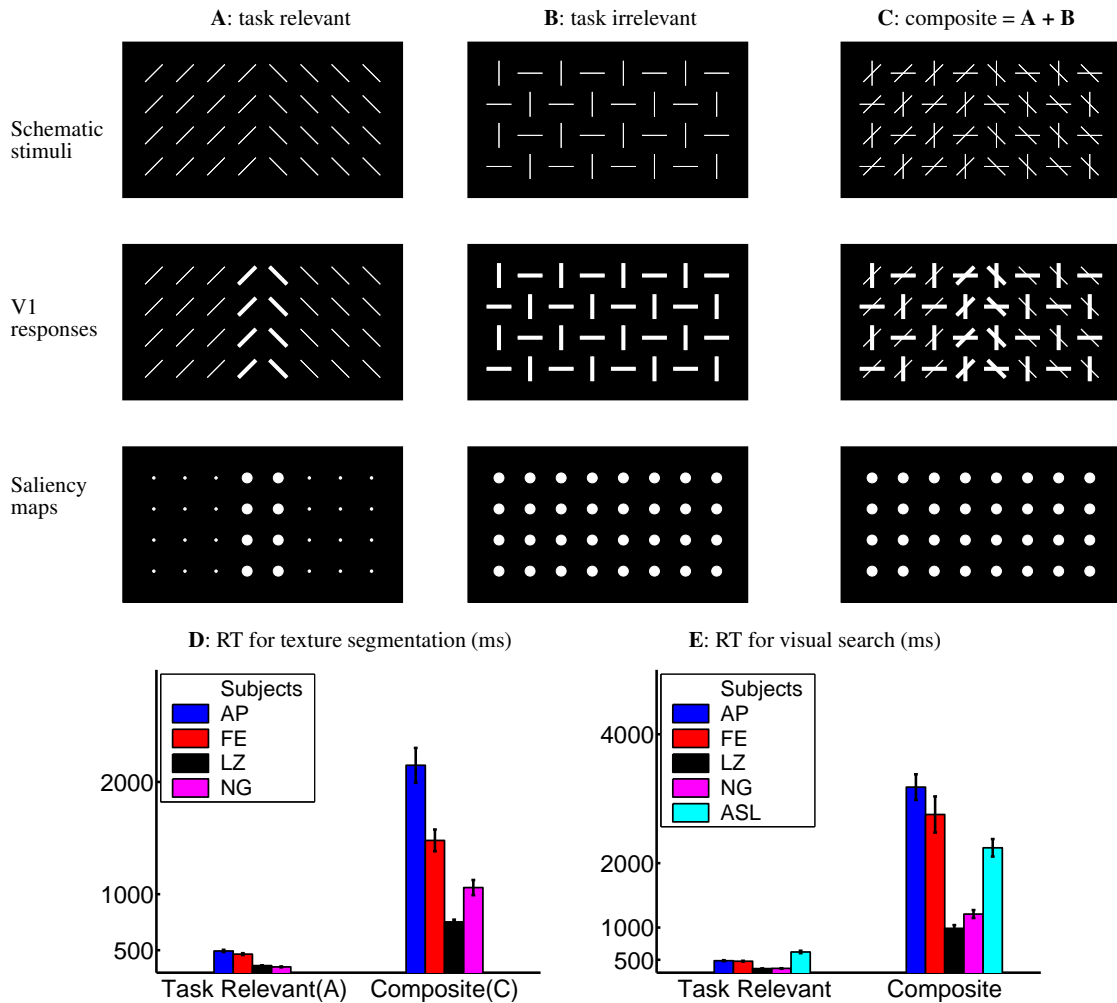 A: task relevant
B: task irrelevant
C: composite = A + B
Schematic
stimuli
V1
responses
Saliency
maps
D: RT for texture segmentation (ms)
E: RT for visual search (ms)
Subjects
AP
FE
LZ
NG
2000
1000
500
Task Relevant(A)
Composite(C)
Subjects
AP
FE
LZ
NG
ASL
4000
2000
1000
500
Task Relevant
Composite